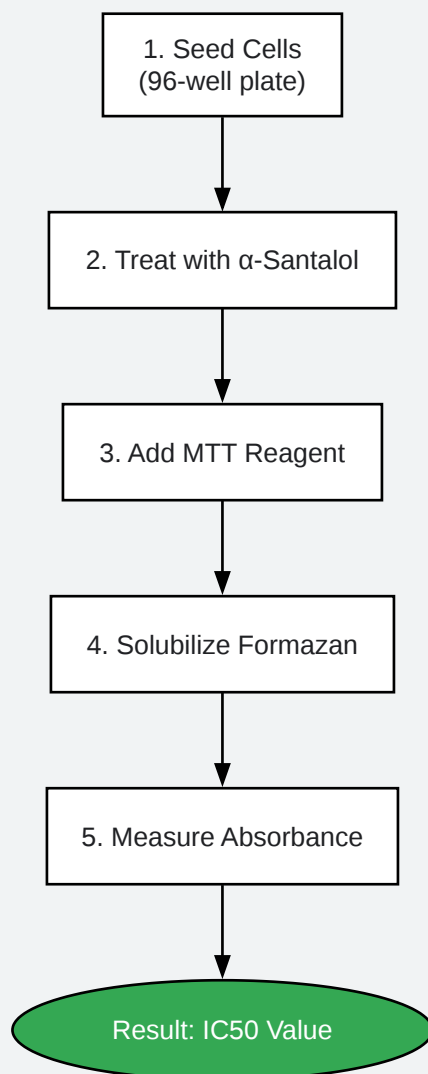 1. Seed Cells
(96-well plate)
2. Treat with α-Santalol
3. Add MTT Reagent
4. Solubilize Formazan
5. Measure Absorbance
Result: IC50 Value